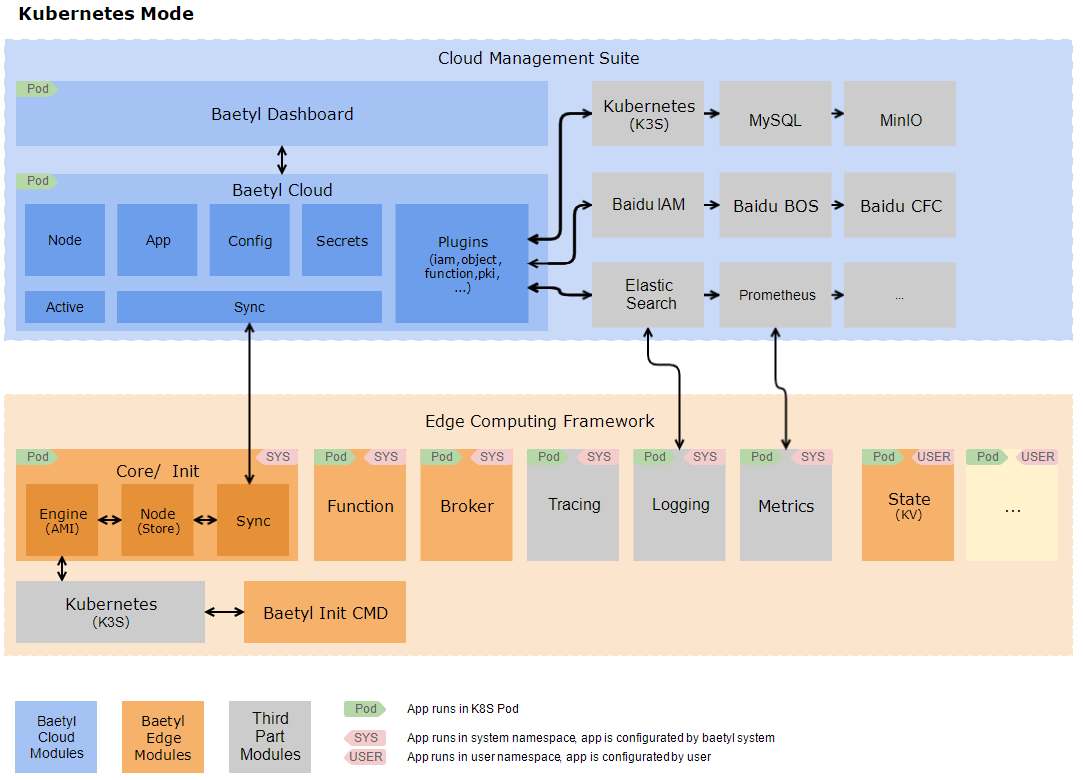 Kubernetes Mode
Cloud Management Suite
Pod
Baetyl Dashboard
Pod
Baetyl Cloud
Node
App
Config
Secrets
Active
Sync
Plugins
(iam,object,
function,pki,
...)
Kubernetes
(K3S)
MySQL
MinIO
Baidu IAM
Baidu BOS
Baidu CFC
Elastic
Search
Prometheus
...
Edge Computing Framework
Pod
SYS
Core/ Init
Engine
(AMI)
Node
(Store)
Sync
Pod
SYS
Function
Pod
SYS
Broker
Pod
SYS
Tracing
Pod
SYS
Logging
Pod
SYS
Metrics
Pod
USER
State
(KV)
Pod
USER
...
Kubernetes
(K3S)
Baetyl Init CMD
Baetyl
Cloud
Modules
Baetyl
Edge
Modules
Third
Part
Modules
Pod
App runs in K8S Pod
SYS
App runs in system namespace, app is configurated by baetyl system
USER
App runs in user namespace, app is configurated by user